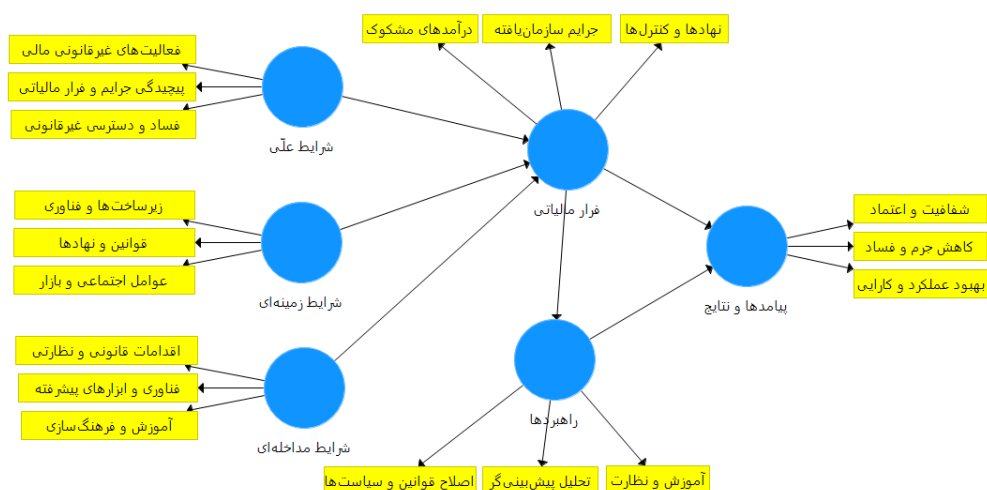 نهادها و کنترل‌ها
جرایم سازمان‌یافته
درآمدهای مشکوک
فعالیت‌های غیرقانونی مالی
پیچیدگی جرایم و فرار مالیاتی
فساد و دسترسی غیرقانونی
شرایط علّی
فرار مالیاتی
زیرساخت‌ها و فناوری
قوانین و نهادها
عوامل اجتماعی و بازار
شرایط زمینه‌ای
شفافیت و اعتماد
کاهش جرم و فساد
بهبود عملکرد و کارایی
پیامدها و نتایج
اقدامات قانونی و نظارتی
فناوری و ابزارهای پیشرفته
آموزش و فرهنگ‌سازی
شرایط مداخله‌ای
راهبردها
آموزش و نظارت
تحلیل پیش‌بینی‌گر
اصلاح قوانین و سیاست‌ها